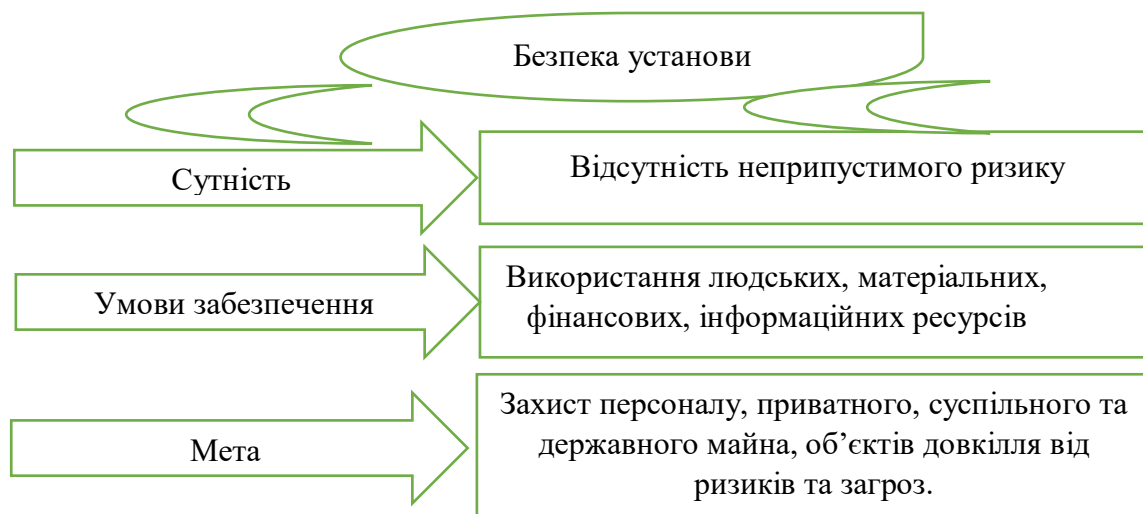 Безпека установи
Сутність
Відсутність неприпустимого ризику
Умови забезпечення
Використання людських, матеріальних,
фінансових, інформаційних ресурсів
Мета
Захист персоналу, приватного, суспільного та
державного майна, об’єктів довкілля від
ризиків та загроз.